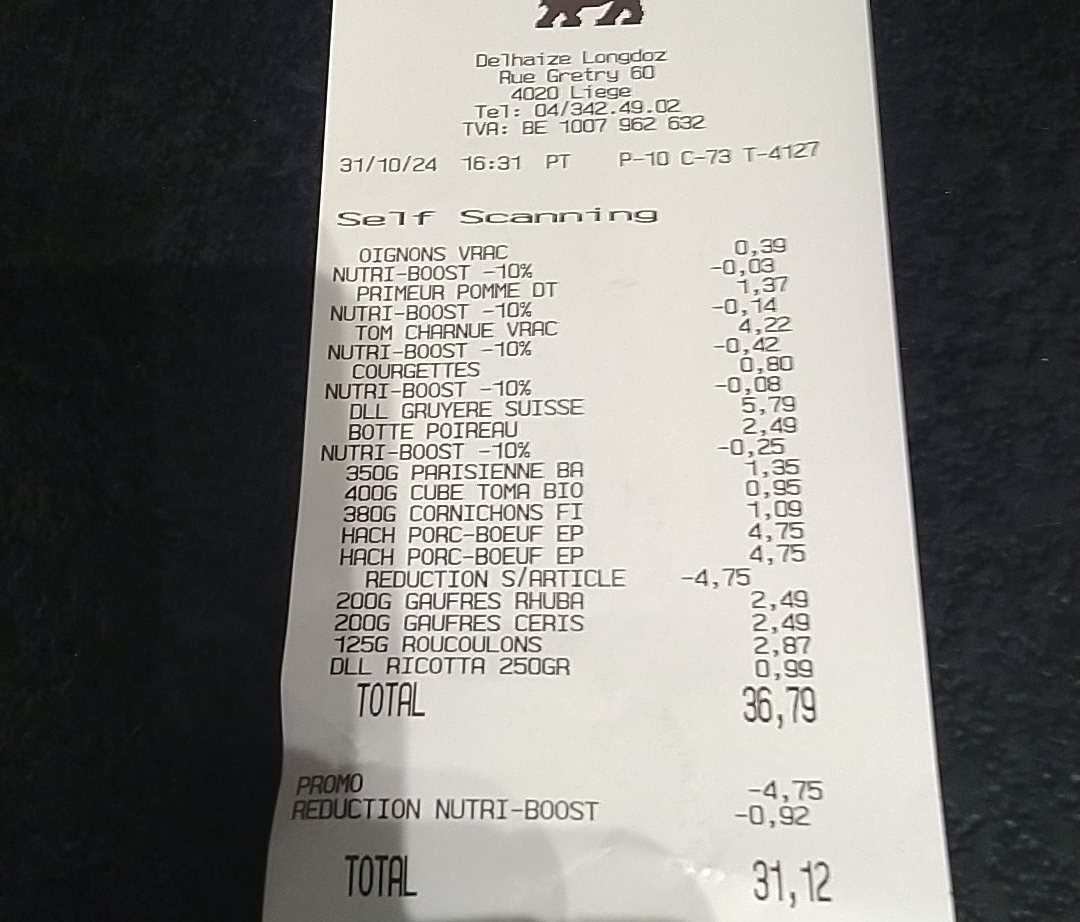 Delhaize Longdoz
Rue Gretry 60
4020 Liege
Tel: 04/342.49.02
TVA: BE 1007 962 632
31/10/24 16:31 PT P-10 C-73 T-4127
Self Scanning
OIGNONS VRAC 0,39
NUTRI-BOOST -10% -0,03
PRIMEUR POMME DT 1,37
NUTRI-BOOST -10% -0,14
TOM CHARNUE VRAC 4,22
NUTRI-BOOST -10% -0,42
COURGETTES 0,80
NUTRI-BOOST -10% -0,08
DLL GRUYERE SUISSE 5,79
BOTTE POIREAU 2,49
NUTRI-BOOST -10% -0,25
350G PARISIENNE BA 1,35
400G CUBE TOMA BIO 0,95
380G CORNICHONS FI 1,09
HACH PORC-BOEUF EP 4,75
HACH PORC-BOEUF EP 4,75
REDUCTION S/ARTICLE -4,75
200G GAUFRES RHUBA 2,49
200G GAUFRES CERIS 2,49
125G ROUCOULONS 2,87
DLL RICOTTA 250GR 0,99
TOTAL 36,79
PROMO -4,75
REDUCTION NUTRI-BOOST -0,92
TOTAL 31,12